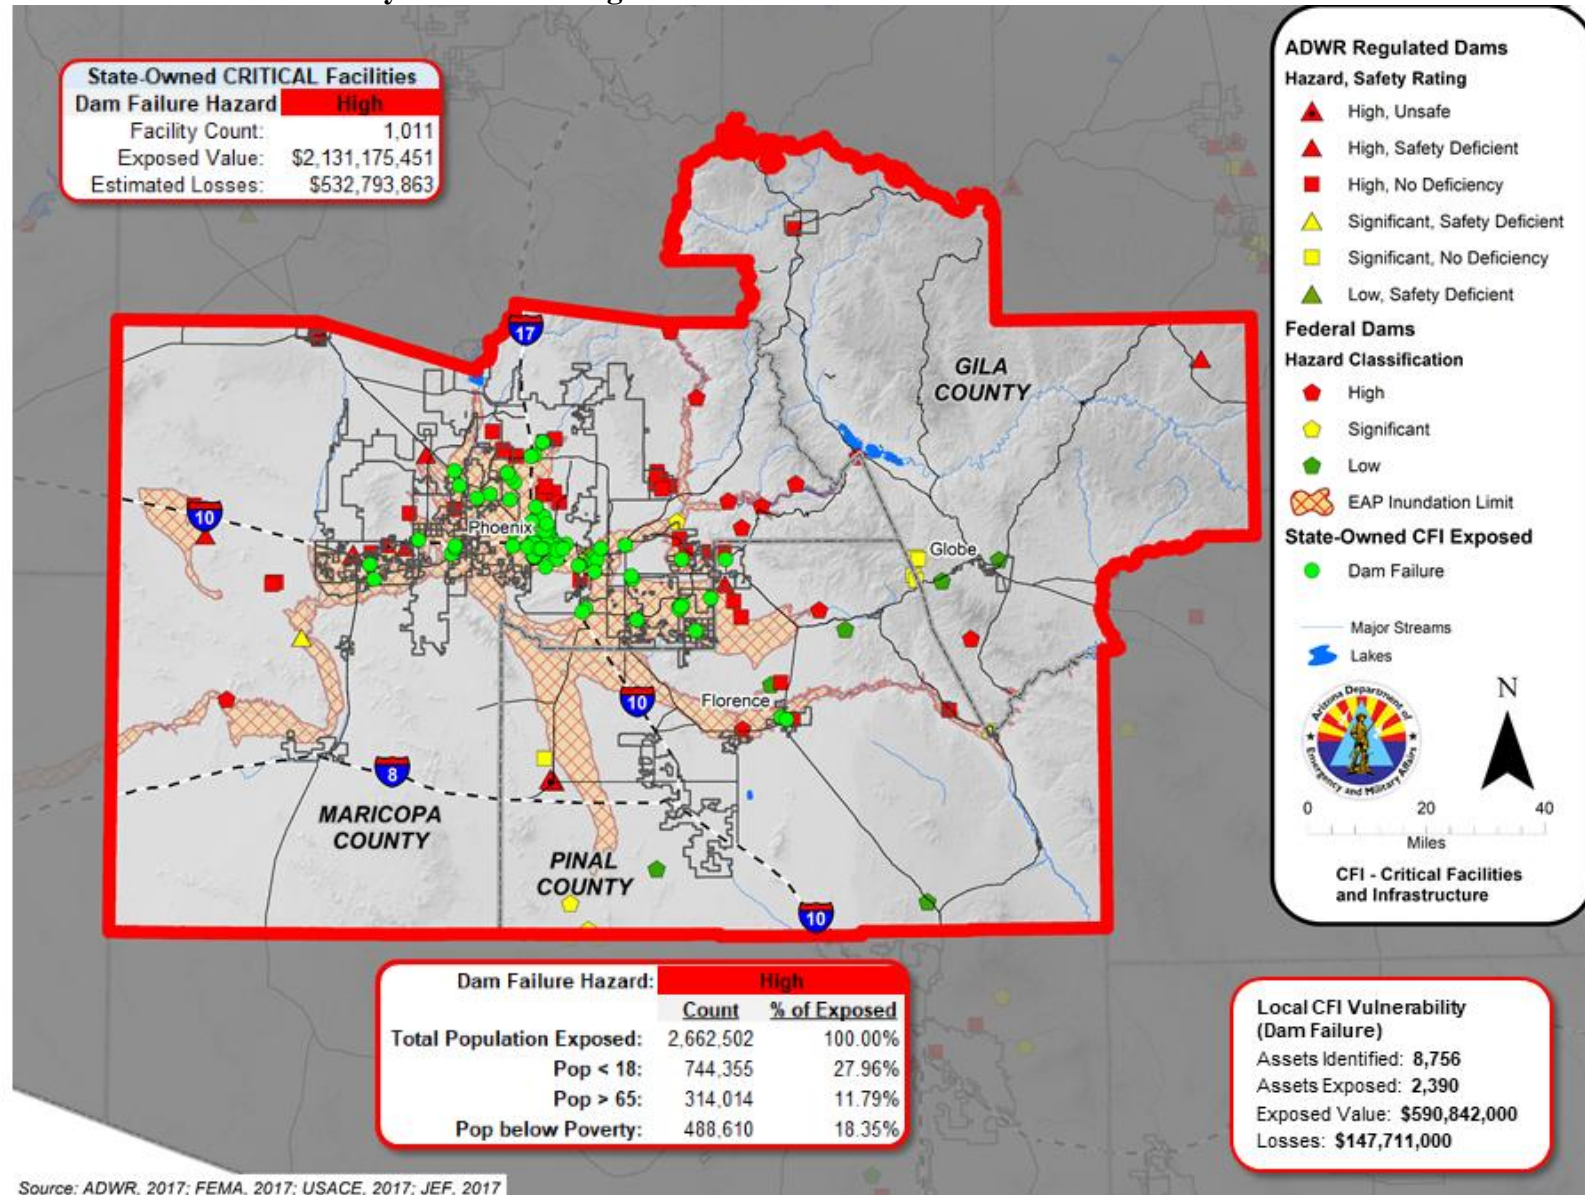 State-Owned CRITICAL Facilities
Dam Failure Hazard High
Facility Count: 1,011
Exposed Value: $2,131,175,451
Estimated Losses: $532,793,863
ADWR Regulated Dams
Hazard, Safety Rating
High, Unsafe
High, Safety Deficient
High, No Deficiency
Significant, Safety Deficient
Significant, No Deficiency
Low, Safety Deficient
Federal Dams
Hazard Classification
High
Significant
Low
EAP Inundation Limit
State-Owned CFI Exposed
Dam Failure
Major Streams
Lakes
Arizona Department of
Emergency and Military Affairs
N
0 20 40
Miles
CFI - Critical Facilities
and Infrastructure
17
GILA
COUNTY
10
Phoenix
Globe
10
Florence
8
MARICOPA
COUNTY
PINAL
COUNTY
10
Dam Failure Hazard: High
Count % of Exposed
Total Population Exposed: 2,662,502 100.00%
Pop < 18: 744,355 27.96%
Pop > 65: 314,014 11.79%
Pop below Poverty: 488,610 18.35%
Local CFI Vulnerability
(Dam Failure)
Assets Identified: 8,756
Assets Exposed: 2,390
Exposed Value: $590,842,000
Losses: $147,711,000
Source: ADWR, 2017; FEMA, 2017; USACE, 2017; JEF, 2017